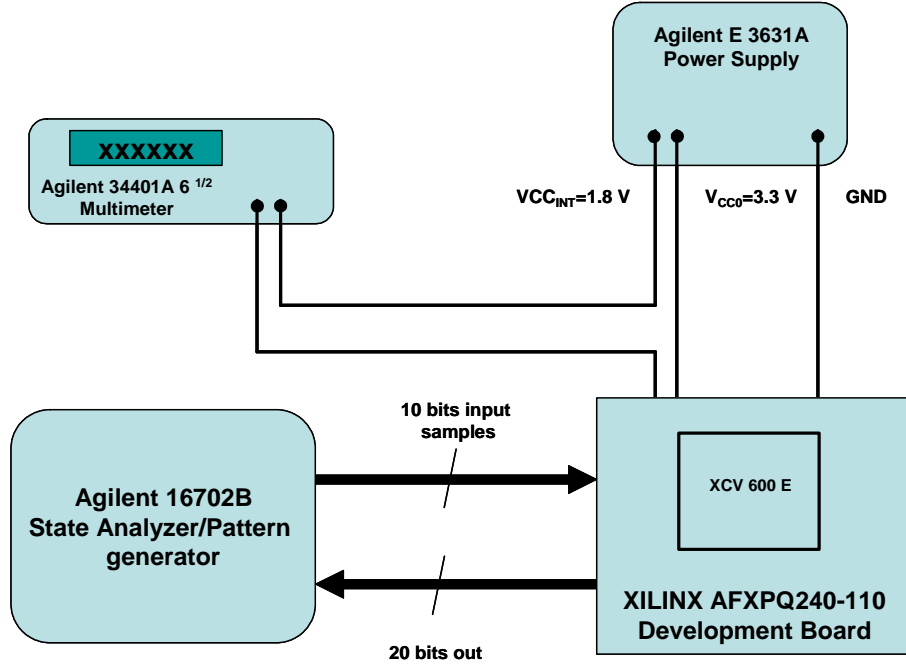 Agilent E 3631A
Power Supply
XXXXXX
Agilent 34401A 6 1/2
Multimeter
VCCINT=1.8 V
VCC0=3.3 V
GND
10 bits input
samples
Agilent 16702B
State Analyzer/Pattern
generator
XCV 600 E
XILINX AFXPQ240-110
Development Board
20 bits out